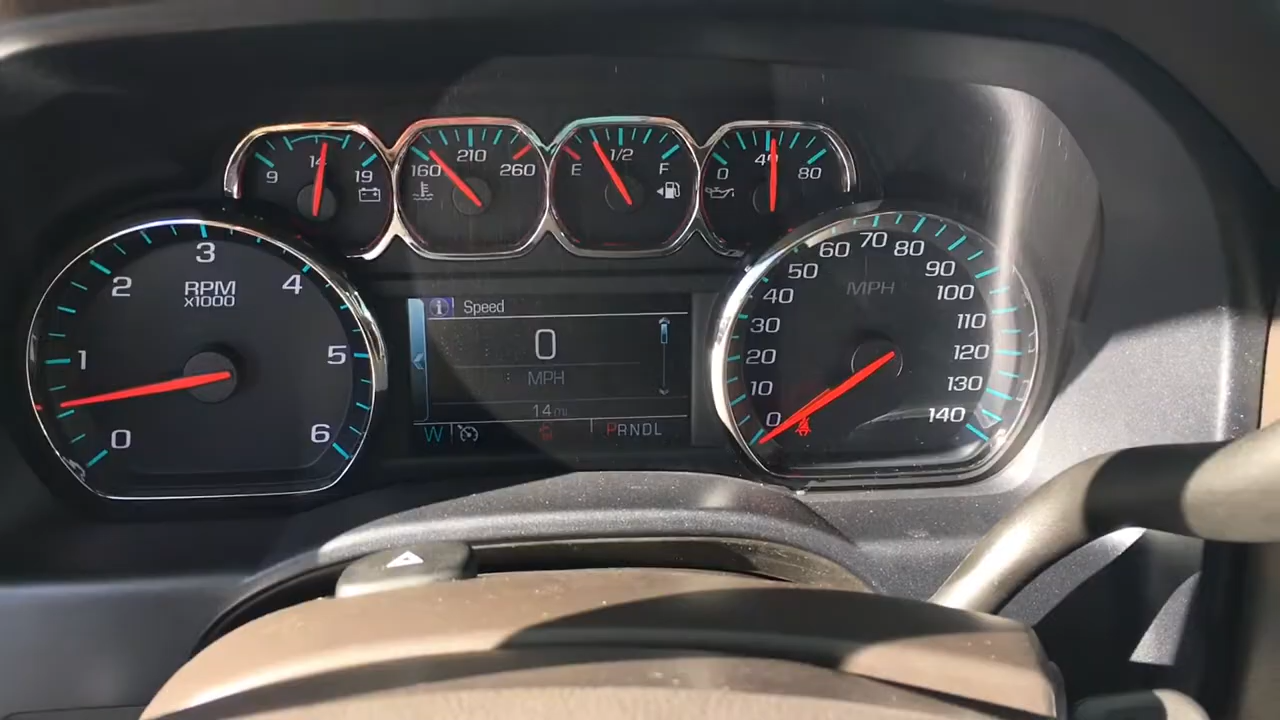 9 14 19
160 210 260
E 1/2 F
0 40 80
0 1 2 3 4 5 6
RPM
x1000
i Speed
0
MPH
14 mi
W
PRNDL
0 10 20 30 40 50 60 70 80 90 100 110 120 130 140
MPH